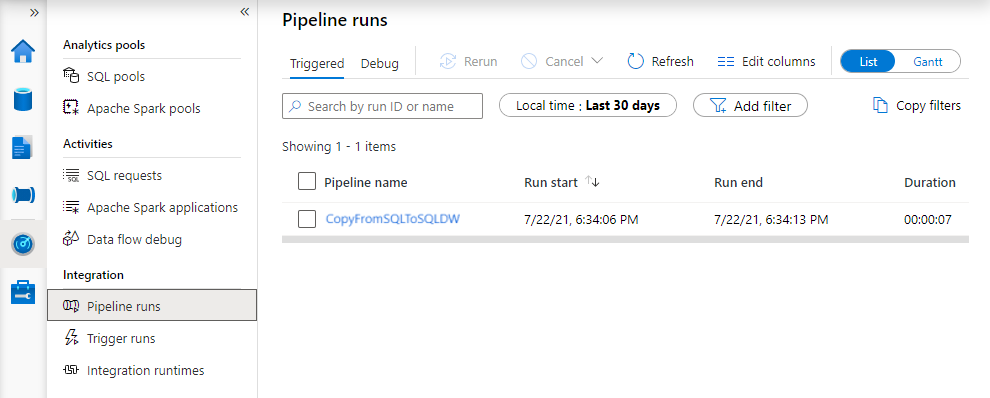 » «
Analytics pools
SQL pools
Apache Spark pools
Activities
SQL requests
Apache Spark applications
Data flow debug
Integration
Pipeline runs
Trigger runs
Integration runtimes
Pipeline runs
Triggered Debug Rerun Cancel Refresh Edit columns List Gantt
Search by run ID or name Local time : Last 30 days Add filter Copy filters
Showing 1 - 1 items
Pipeline name Run start ↑↓ Run end Duration
CopyFromSQLToSQLDW 7/22/21, 6:34:06 PM 7/22/21, 6:34:13 PM 00:00:07